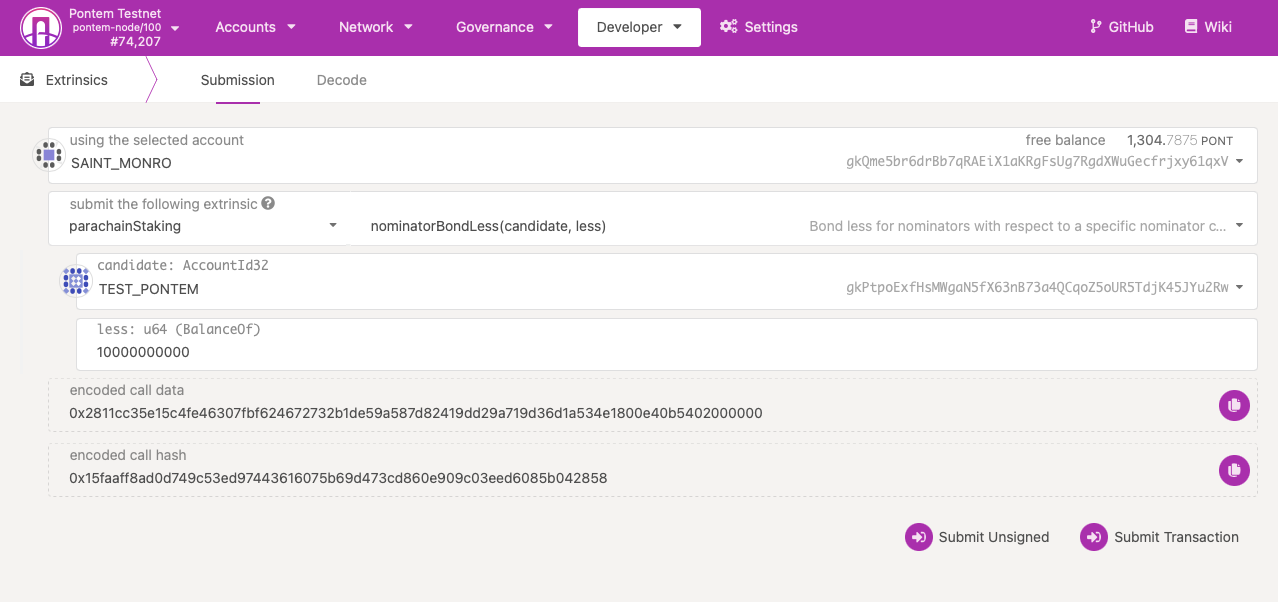 Pontem Testnet
pontem-node/100
#74,207
Accounts
Network
Governance
Developer
Settings
GitHub
Wiki
Extrinsics
Submission
Decode
using the selected account
free balance 1,304.7875 PONT
SAINT_MONRO
gkQme5br6drBb7qRAEiX1aKRgFsUg7RgdXWuGecfrjxy61qxV
submit the following extrinsic
parachainStaking
nominatorBondLess(candidate, less)
Bond less for nominators with respect to a specific nominator c...
candidate: AccountId32
TEST_PONTEM
gkPtpoExfHsMWgaN5fX63nB73a4QCqoZ5oUR5TdjK45JYu2Rw
less: u64 (BalanceOf)
10000000000
encoded call data
0x2811cc35e15c4fe46307fbf624672732b1de59a587d82419dd29a719d36d1a534e1800e40b5402000000
encoded call hash
0x15faaff8ad0d749c53ed97443616075b69d473cd860e909c03eed6085b042858
Submit Unsigned
Submit Transaction